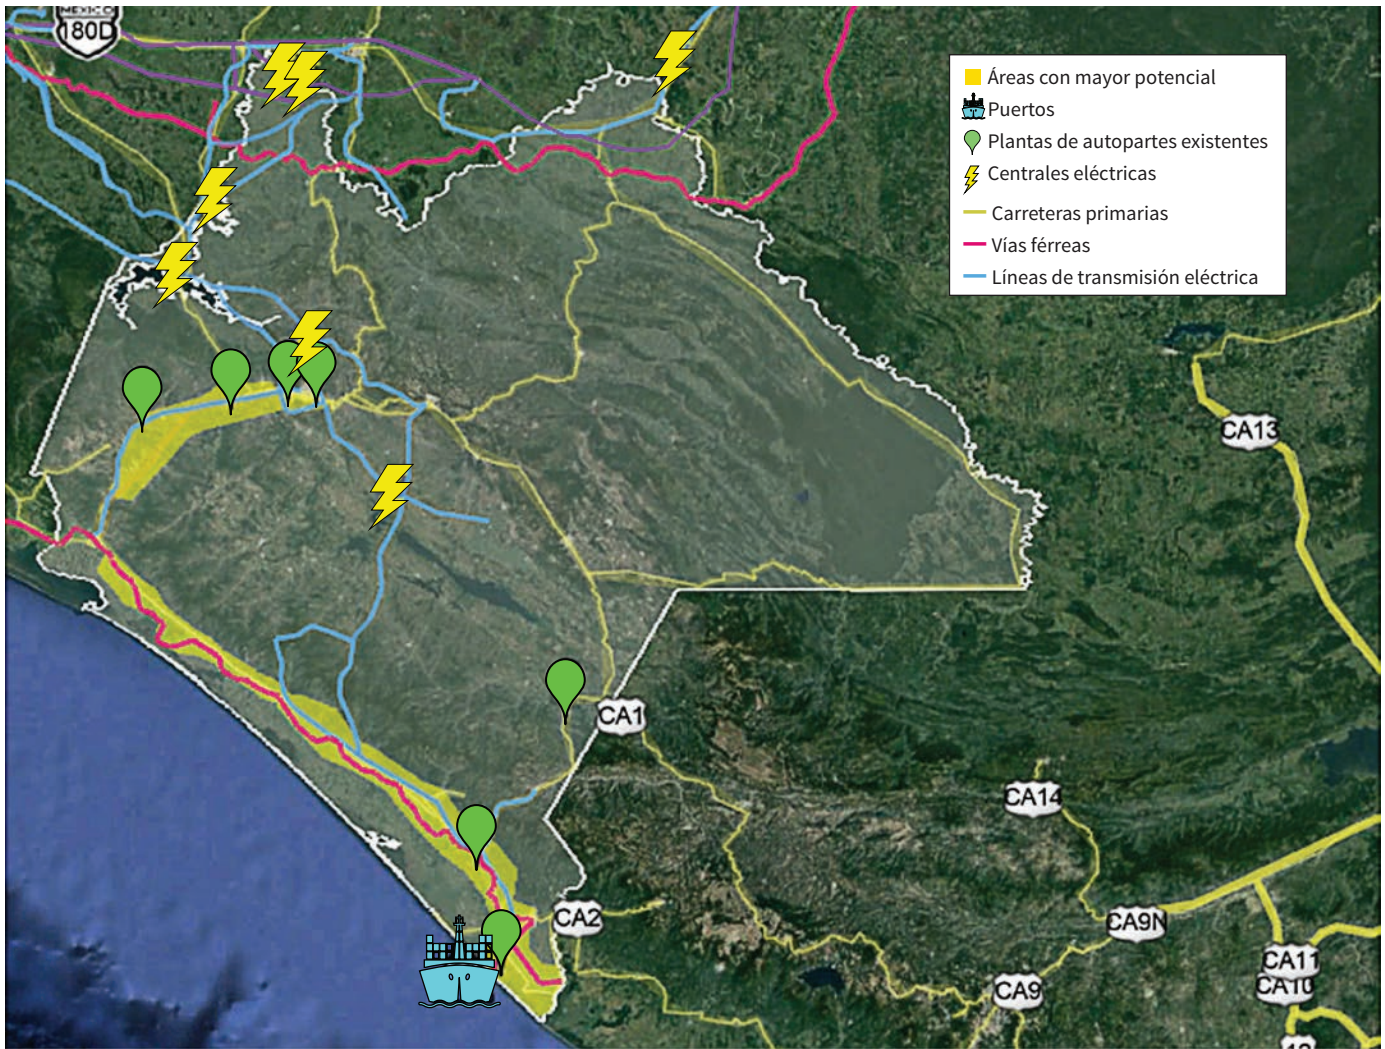 MEXICO
180D
Áreas con mayor potencial
Puertos
Plantas de autopartes existentes
Centrales eléctricas
Carreteras primarias
Vías férreas
Líneas de transmisión eléctrica
CA13
CA1
CA14
CA2
CA9N
CA11
CA10
CA9